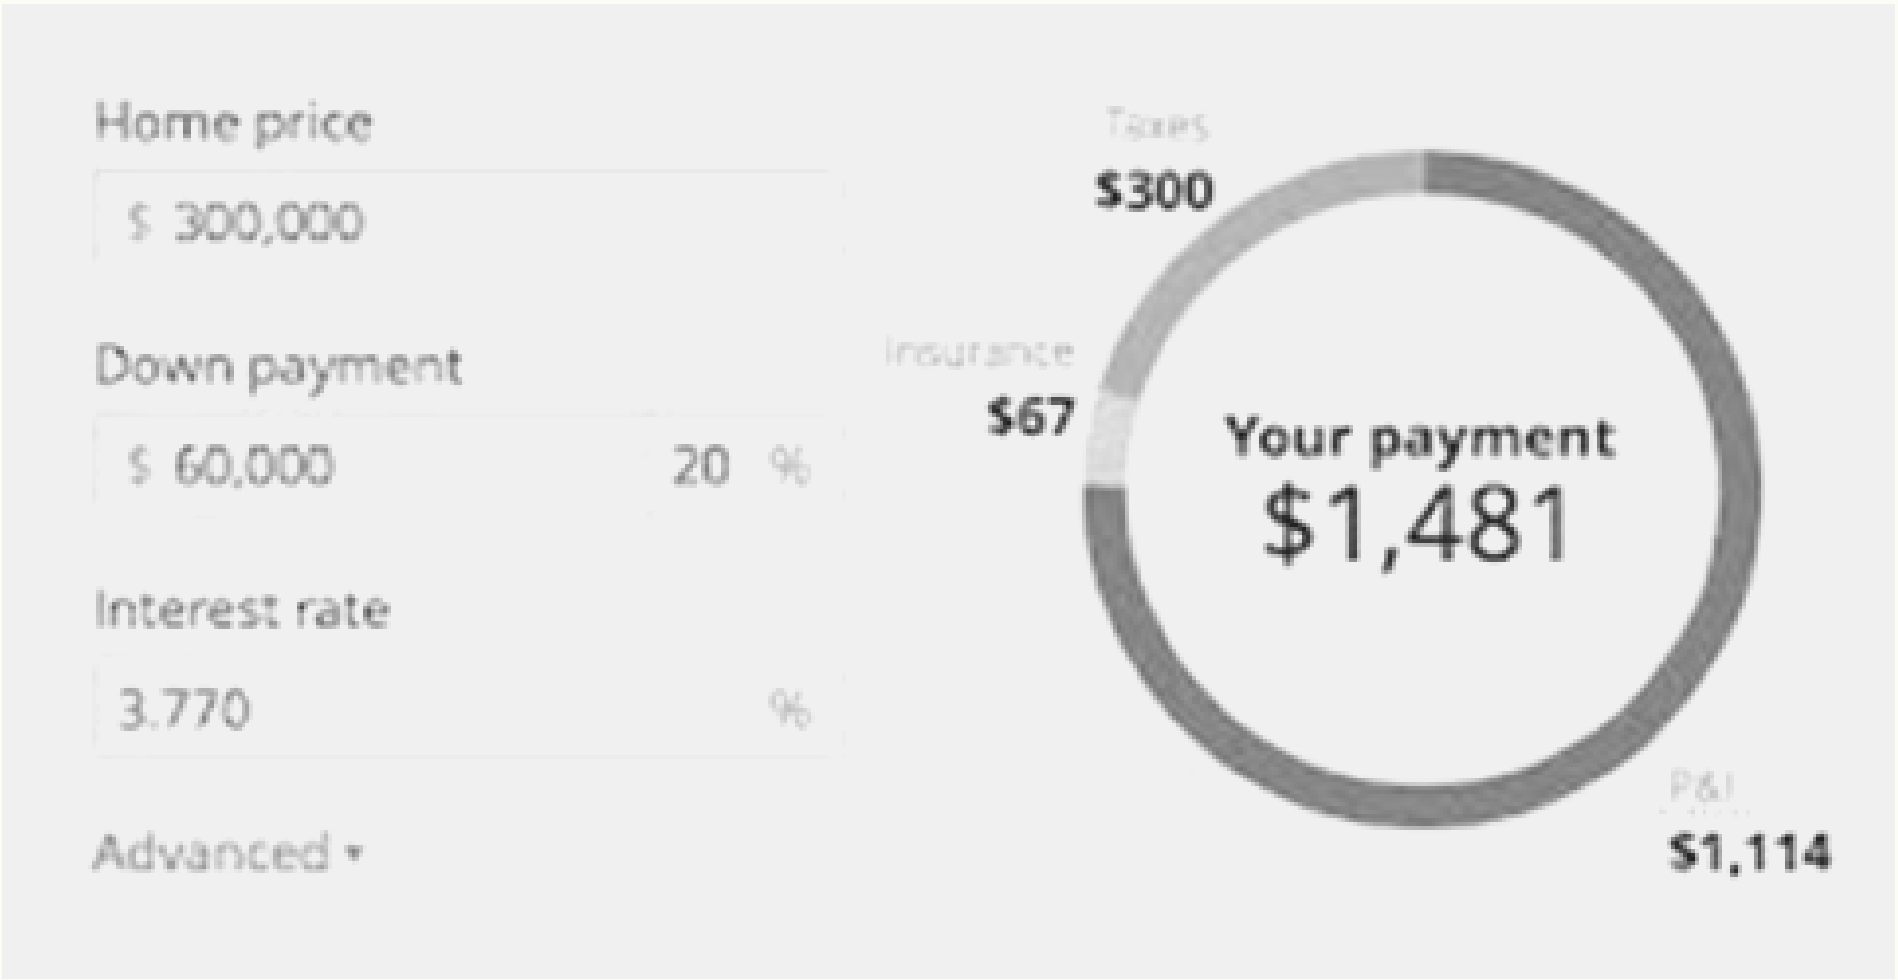 Home price
$ 300,000
Down payment
$ 60,000 20 %
Interest rate
3.770 %
Advanced ▾
Taxes
$300
Insurance
$67
Your payment
$1,481
P&I
$1,114